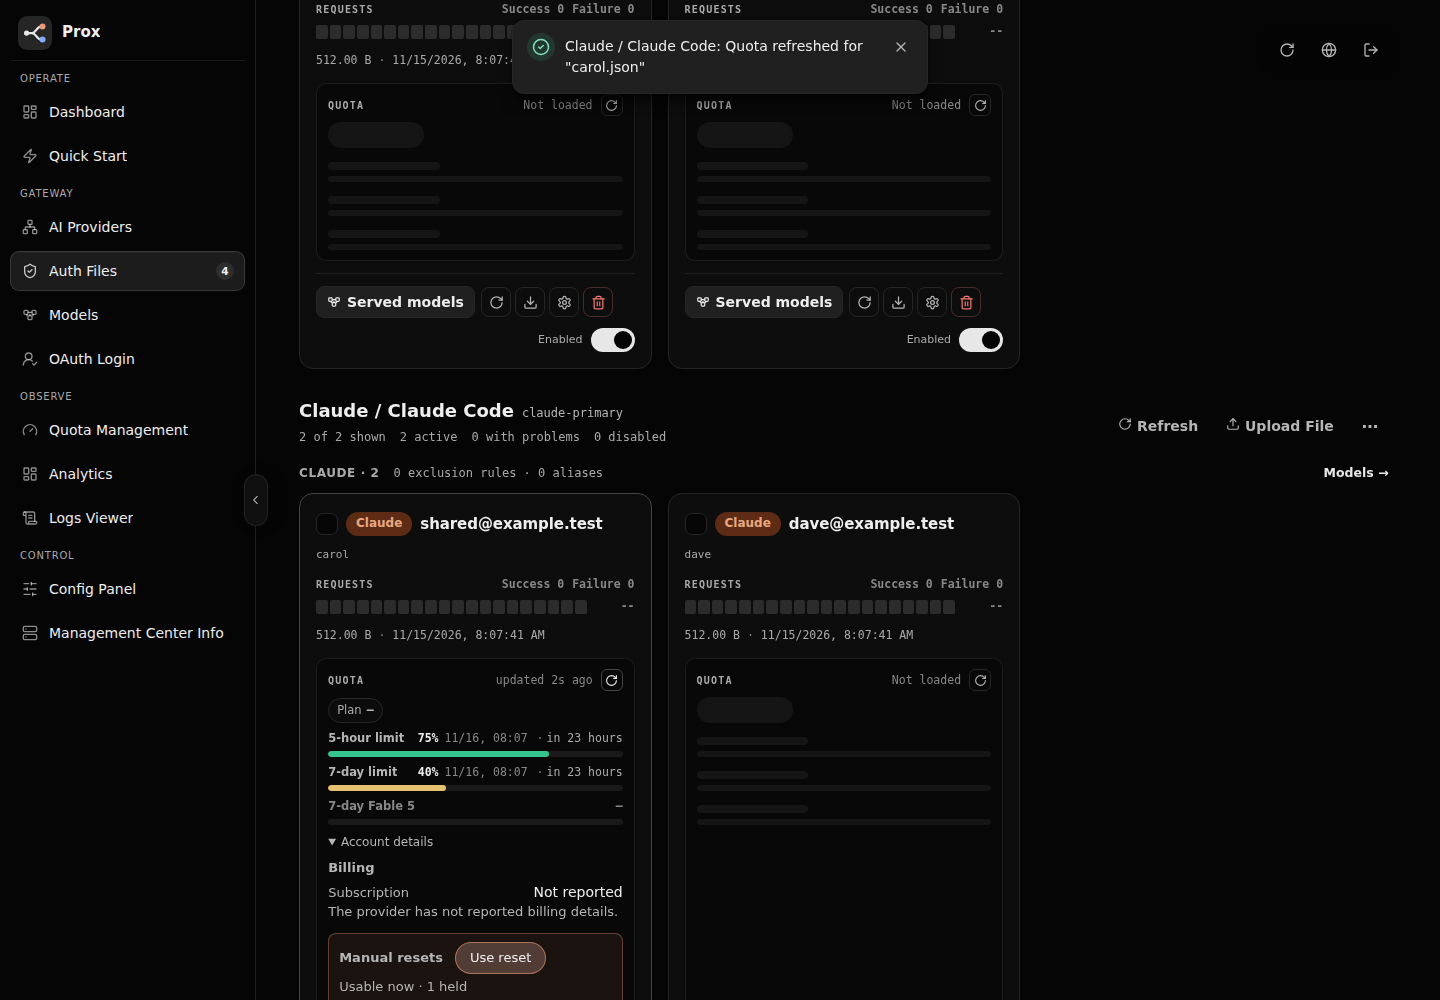 Prox
OPERATE
Dashboard
Quick Start
GATEWAY
AI Providers
Auth Files 4
Models
OAuth Login
OBSERVE
Quota Management
Analytics
Logs Viewer
CONTROL
Config Panel
Management Center Info
Claude / Claude Code: Quota refreshed for
"carol.json"
REQUESTS Success 0 Failure 0
512.00 B · 11/15/2026, 8:07:4
QUOTA Not loaded
Served models
Enabled
REQUESTS Success 0 Failure 0
--
QUOTA Not loaded
Served models
Enabled
Claude / Claude Code claude-primary
2 of 2 shown 2 active 0 with problems 0 disabled
Refresh Upload File ...
CLAUDE · 2 0 exclusion rules · 0 aliases
Models →
Claude shared@example.test
carol
REQUESTS Success 0 Failure 0
--
512.00 B · 11/15/2026, 8:07:41 AM
QUOTA updated 2s ago
Plan —
5-hour limit 75% 11/16, 08:07 · in 23 hours
7-day limit 40% 11/16, 08:07 · in 23 hours
7-day Fable 5 —
▼ Account details
Billing
Subscription Not reported
The provider has not reported billing details.
Manual resets Use reset
Usable now · 1 held
Claude dave@example.test
dave
REQUESTS Success 0 Failure 0
--
512.00 B · 11/15/2026, 8:07:41 AM
QUOTA Not loaded